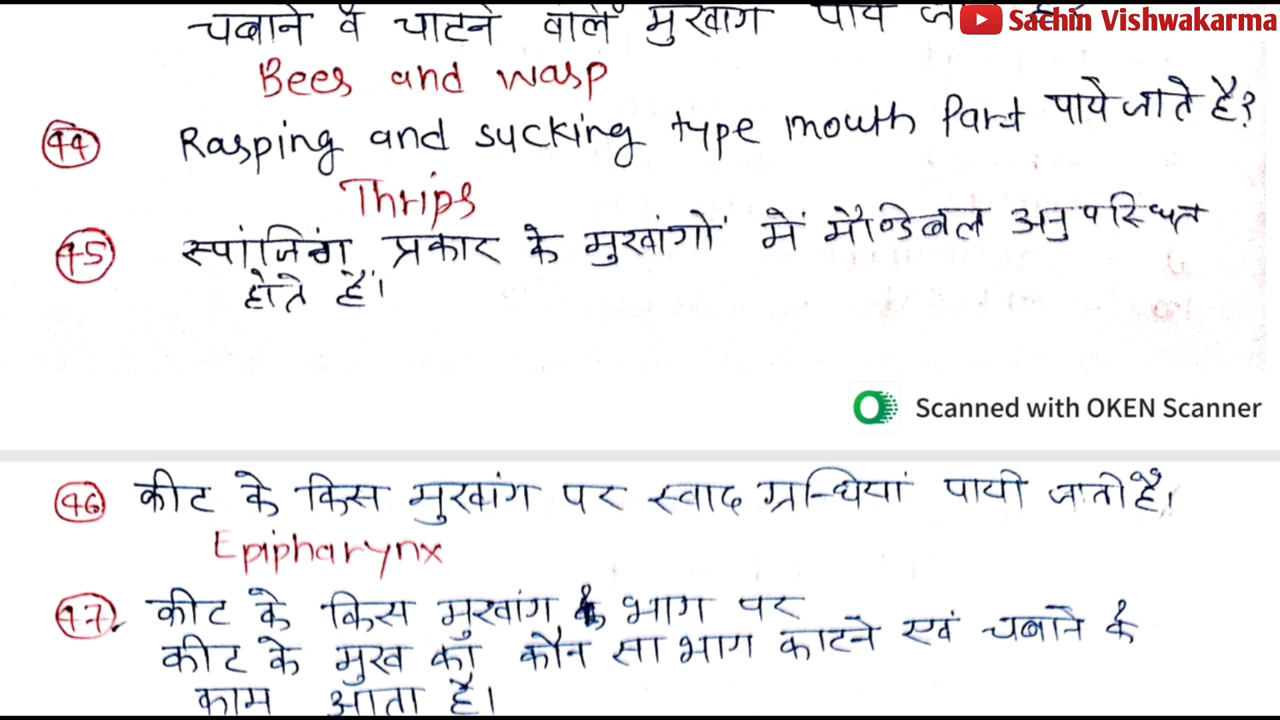 चबाने व चाटने वाले मुखांग पाये
Sachin Vishwakarma
Bees and wasp
44 Rasping and sucking type mouth Part पाये जाते है?
Thrips
45 स्पांजिंग प्रकार के मुखांगों में मैण्डिबल अनुपस्थित
होते हैं।
Scanned with OKEN Scanner
46 कीट के किस मुखांग पर स्वाद ग्रन्थियां पायी जाती है।
Epipharynx
47. कीट के किस मुखांग के भाग पर
कीट के मुख का कौन सा भाग काटने एवं चबाने के
काम आता है।